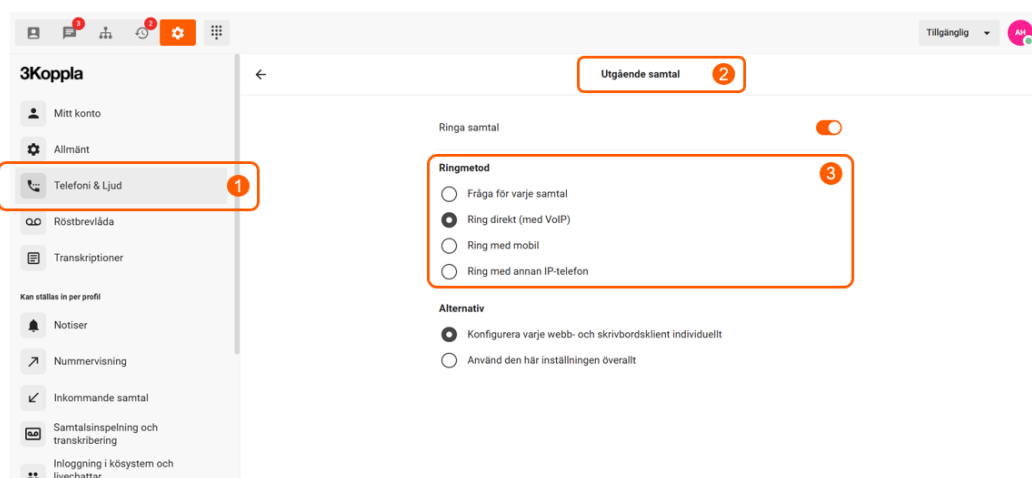 3
2
Tillgänglig
AH
3Koppla
Utgående samtal
2
Mitt konto
Allmänt
Telefoni & Ljud
1
Röstbrevlåda
Transkriptioner
Kan ställas in per profil
Notiser
Nummervisning
Inkommande samtal
Samtalsinspelning och
transkribering
Inloggning i kösystem och
livechattar
Ringa samtal
Ringmetod
3
Fråga för varje samtal
Ring direkt (med VoIP)
Ring med mobil
Ring med annan IP-telefon
Alternativ
Konfigurera varje webb- och skrivbordsklient individuellt
Använd den här inställningen överallt